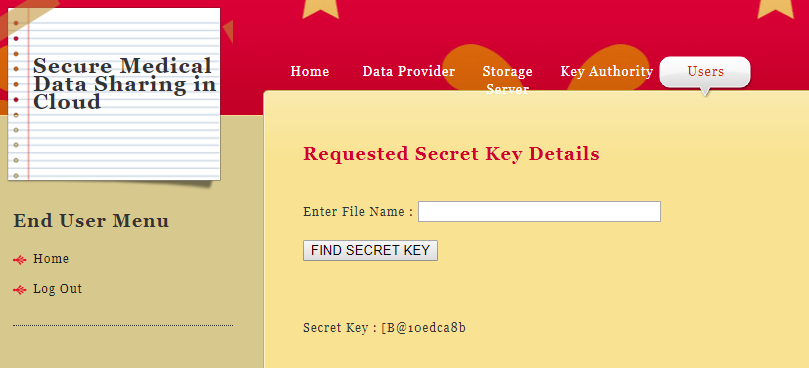 Secure Medical
Data Sharing in
Cloud
Home
Data Provider
Storage
Server
Key Authority
Users
End User Menu
Home
Log Out
Requested Secret Key Details
Enter File Name :
FIND SECRET KEY
Secret Key : [B@10edca8b